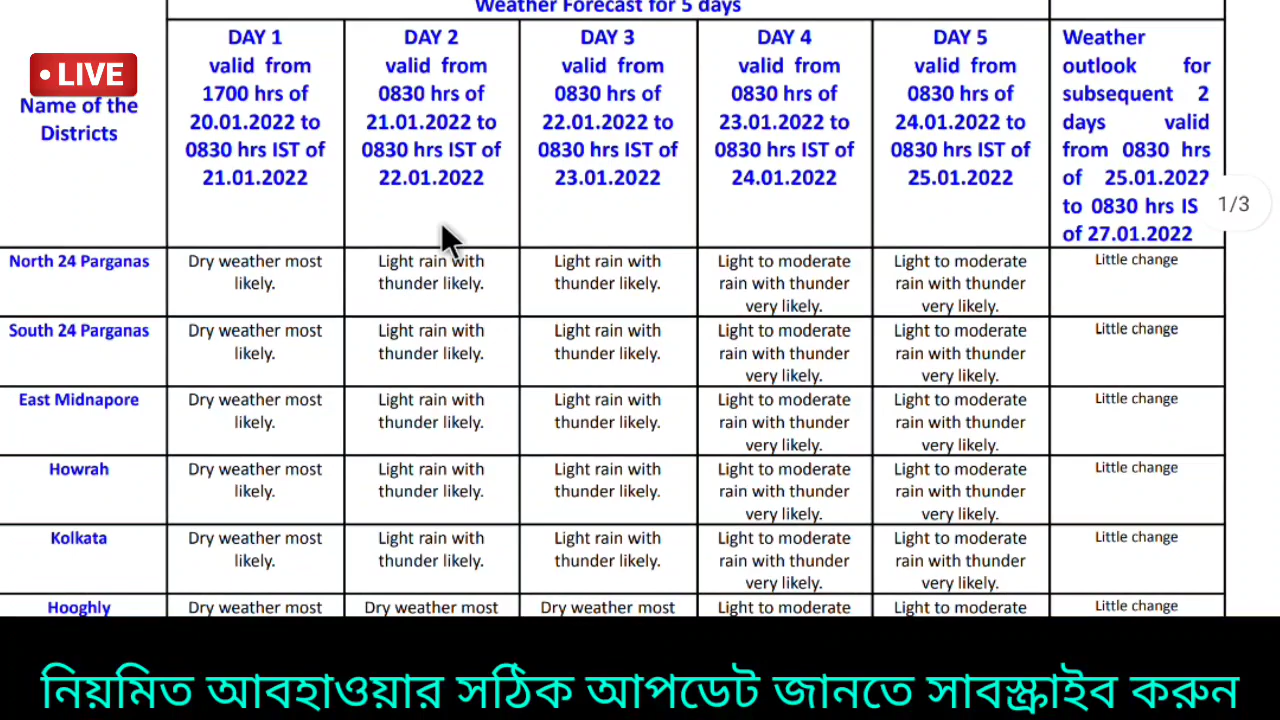 Weather Forecast for 5 days
• LIVE
Name of the
Districts
DAY 1
valid from
1700 hrs of
20.01.2022 to
0830 hrs IST of
21.01.2022
DAY 2
valid from
0830 hrs of
21.01.2022 to
0830 hrs IST of
22.01.2022
DAY 3
valid from
0830 hrs of
22.01.2022 to
0830 hrs IST of
23.01.2022
DAY 4
valid from
0830 hrs of
23.01.2022 to
0830 hrs IST of
24.01.2022
DAY 5
valid from
0830 hrs of
24.01.2022 to
0830 hrs IST of
25.01.2022
Weather
outlook for
subsequent 2
days valid
from 0830 hrs
of 25.01.2022
to 0830 hrs IS
of 27.01.2022
1/3
North 24 Parganas
Dry weather most
likely.
Light rain with
thunder likely.
Light rain with
thunder likely.
Light to moderate
rain with thunder
very likely.
Light to moderate
rain with thunder
very likely.
Little change
South 24 Parganas
Dry weather most
likely.
Light rain with
thunder likely.
Light rain with
thunder likely.
Light to moderate
rain with thunder
very likely.
Light to moderate
rain with thunder
very likely.
Little change
East Midnapore
Dry weather most
likely.
Light rain with
thunder likely.
Light rain with
thunder likely.
Light to moderate
rain with thunder
very likely.
Light to moderate
rain with thunder
very likely.
Little change
Howrah
Dry weather most
likely.
Light rain with
thunder likely.
Light rain with
thunder likely.
Light to moderate
rain with thunder
very likely.
Light to moderate
rain with thunder
very likely.
Little change
Kolkata
Dry weather most
likely.
Light rain with
thunder likely.
Light rain with
thunder likely.
Light to moderate
rain with thunder
very likely.
Light to moderate
rain with thunder
very likely.
Little change
Hooghly
Dry weather most
Dry weather most
Dry weather most
Light to moderate
Light to moderate
Little change
নিয়মিত আবহাওয়ার সঠিক আপডেট জানতে সাবস্ক্রাইব করুন